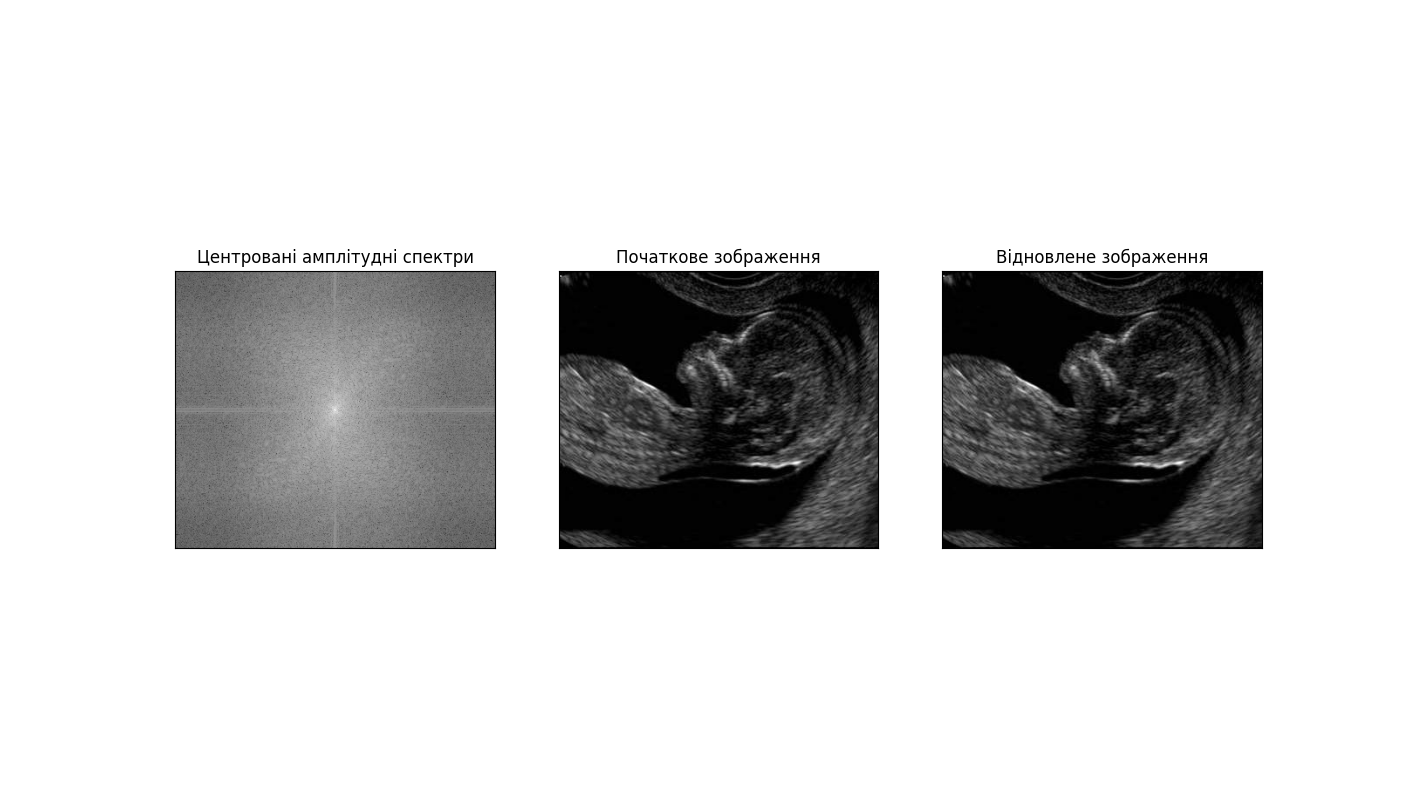 Центровані амплітудні спектри
Початкове зображення
Відновлене зображення